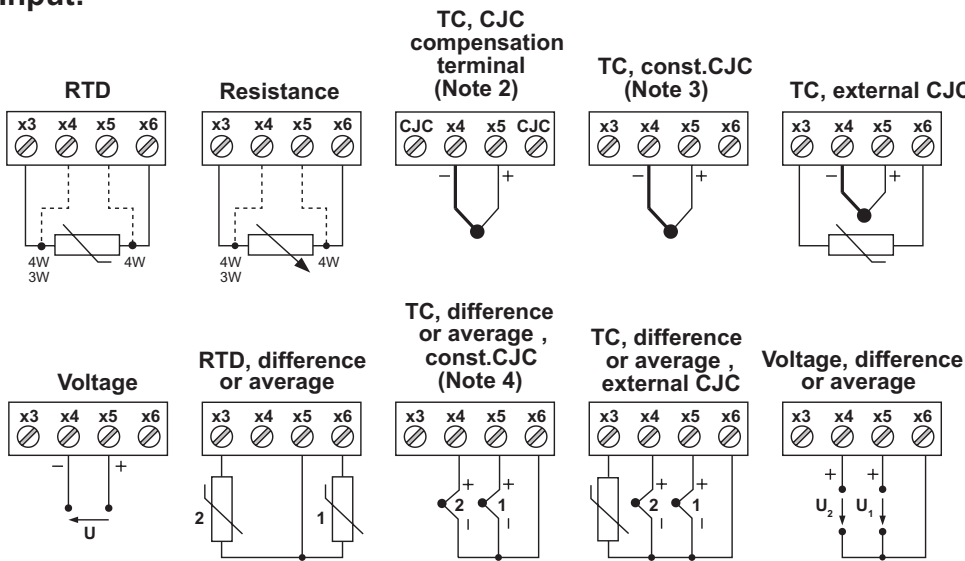 Input:
RTD
x3 x4 x5 x6
4W
3W
4W
Resistance
x3 x4 x5 x6
4W
3W
4W
TC, CJC
compensation
terminal
(Note 2)
CJC x4 x5 CJC
– +
TC, const.CJC
(Note 3)
x3 x4 x5 x6
– +
TC, external CJC
x3 x4 x5 x6
– +
Voltage
x3 x4 x5 x6
– +
U
RTD, difference
or average
x3 x4 x5 x6
2 1
TC, difference
or average ,
const.CJC
(Note 4)
x3 x4 x5 x6
+ +
2 1
– –
TC, difference
or average ,
external CJC
x3 x4 x5 x6
+ +
2 1
– –
Voltage, difference
or average
x3 x4 x5 x6
+ +
U2 U1